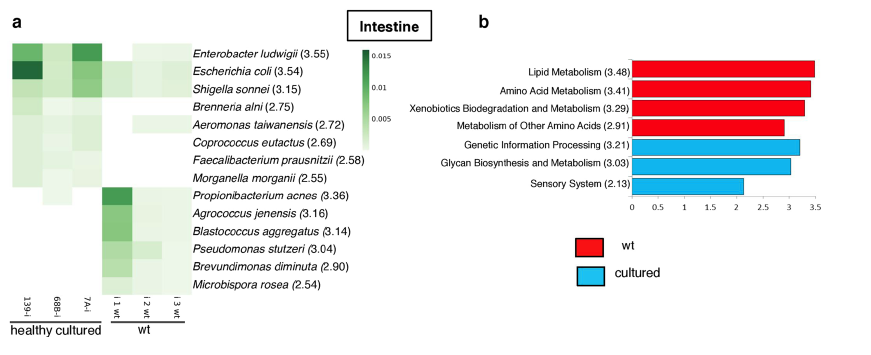 a
Intestine
b
Enterobacter ludwigii (3.55)
Escherichia coli (3.54)
Shigella sonnei (3.15)
Brenneria alni (2.75)
Aeromonas taiwanensis (2.72)
Coprococcus eutactus (2.69)
Faecalibacterium prausnitzii (2.58)
Morganella morganii (2.55)
Propionibacterium acnes (3.36)
Agrococcus jenensis (3.16)
Blastococcus aggregatus (3.14)
Pseudomonas stutzeri (3.04)
Brevundimonas diminuta (2.90)
Microbispora rosea (2.54)
0.015
0.01
0.005
139-i
68B-i
7A-i
i 1 wt
i 2 wt
i 3 wt
healthy cultured
wt
Lipid Metabolism (3.48)
Amino Acid Metabolism (3.41)
Xenobiotics Biodegradation and Metabolism (3.29)
Metabolism of Other Amino Acids (2.91)
Genetic Information Processing (3.21)
Glycan Biosynthesis and Metabolism (3.03)
Sensory System (2.13)
0 0.5 1 1.5 2 2.5 3 3.5
wt
cultured